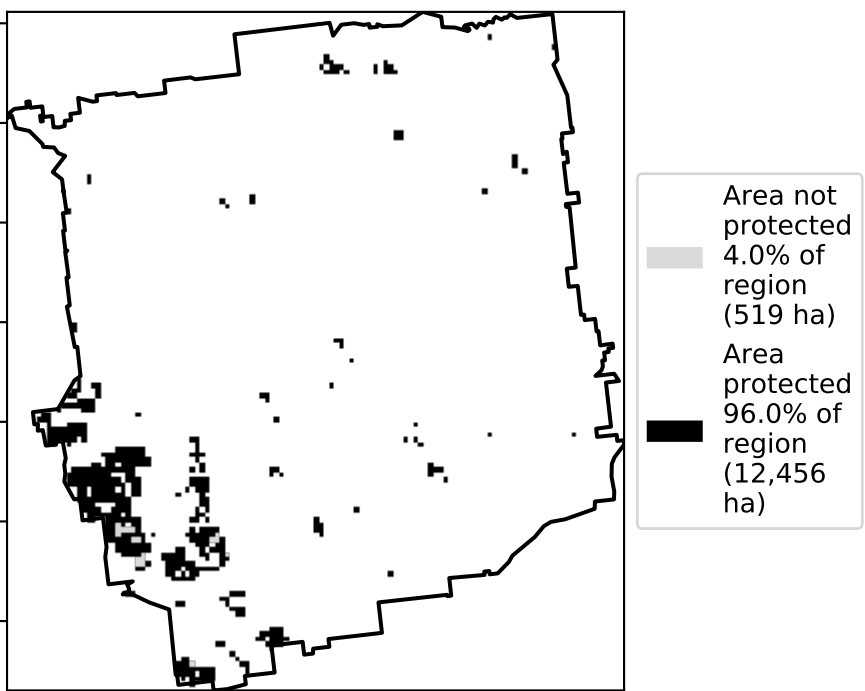 Area not
protected
4.0% of
region
(519 ha)
Area
protected
96.0% of
region
(12,456
ha)